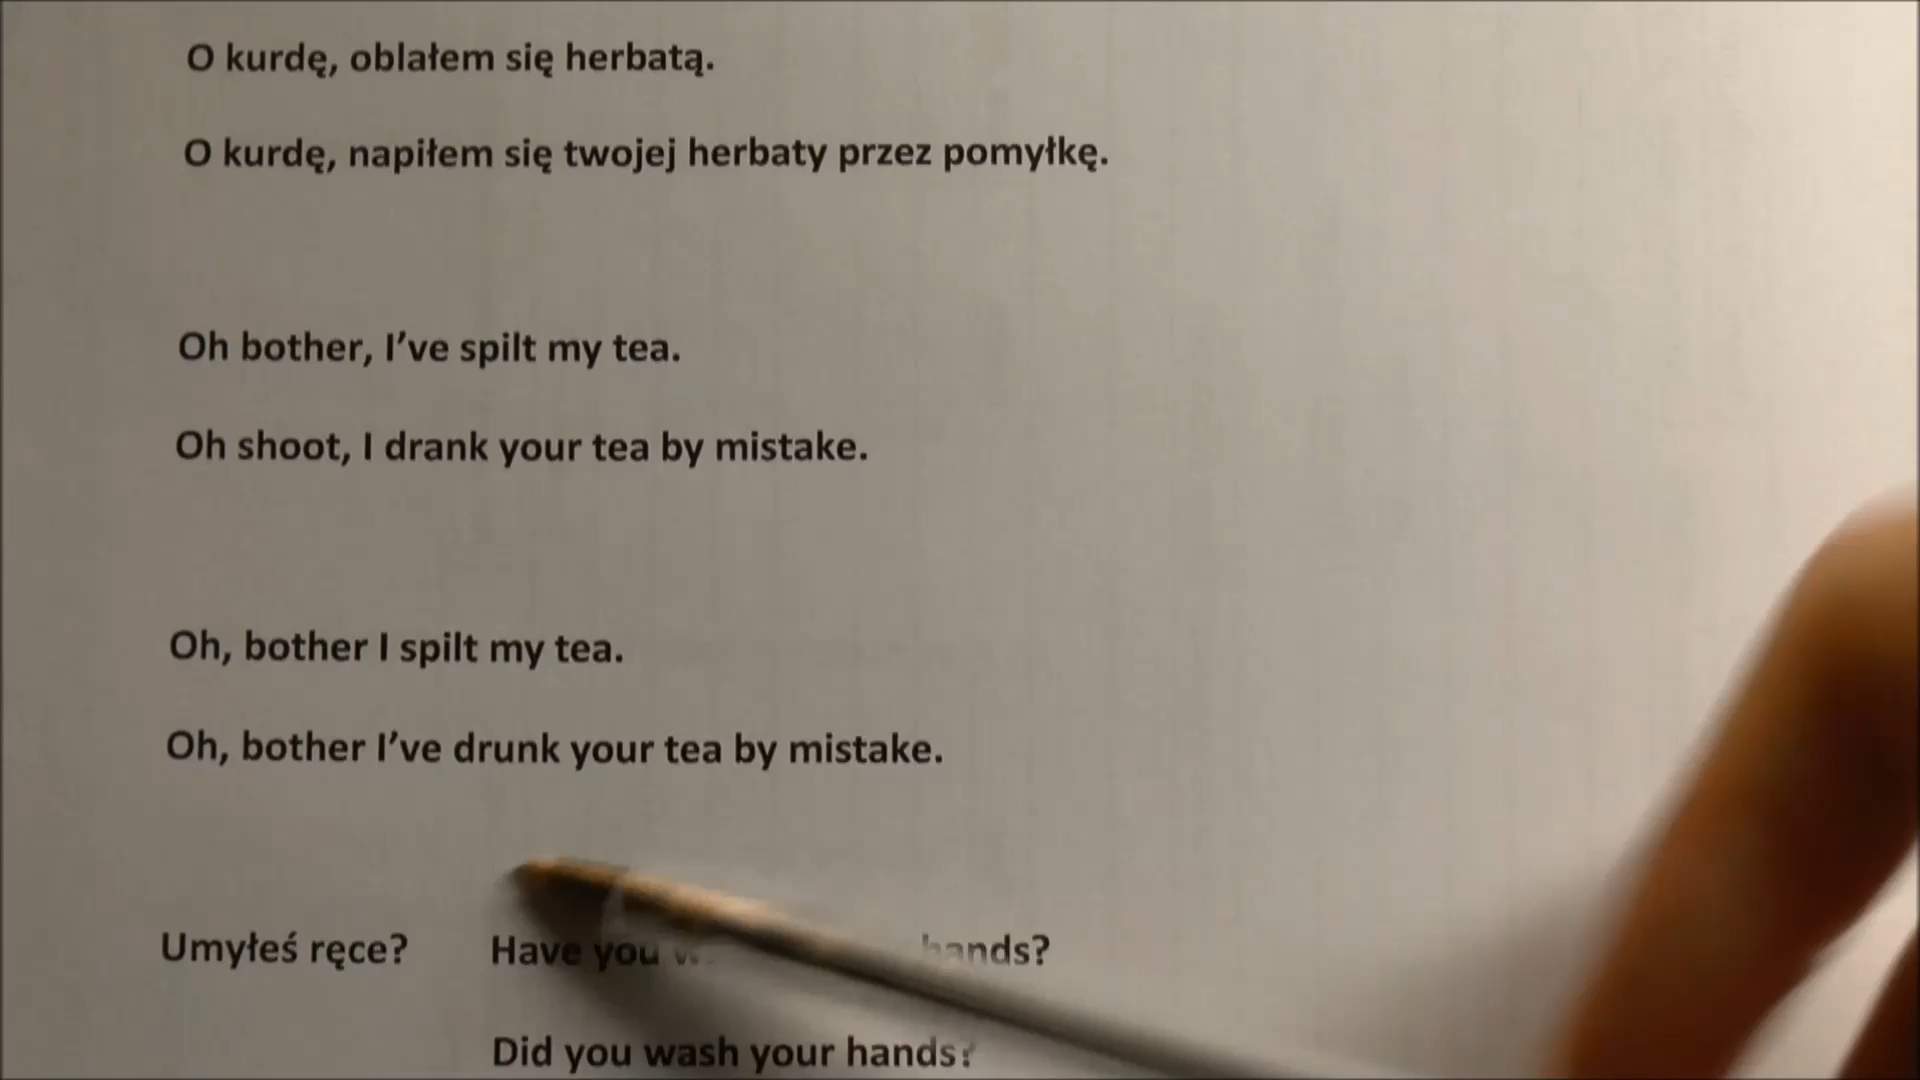 O kurdę, oblałem się herbatą.
O kurdę, napiłem się twojej herbaty przez pomyłkę.
Oh bother, I’ve spilt my tea.
Oh shoot, I drank your tea by mistake.
Oh, bother I spilt my tea.
Oh, bother I’ve drunk your tea by mistake.
Umyłeś ręce? Have you hands?
Did you wash your hands?